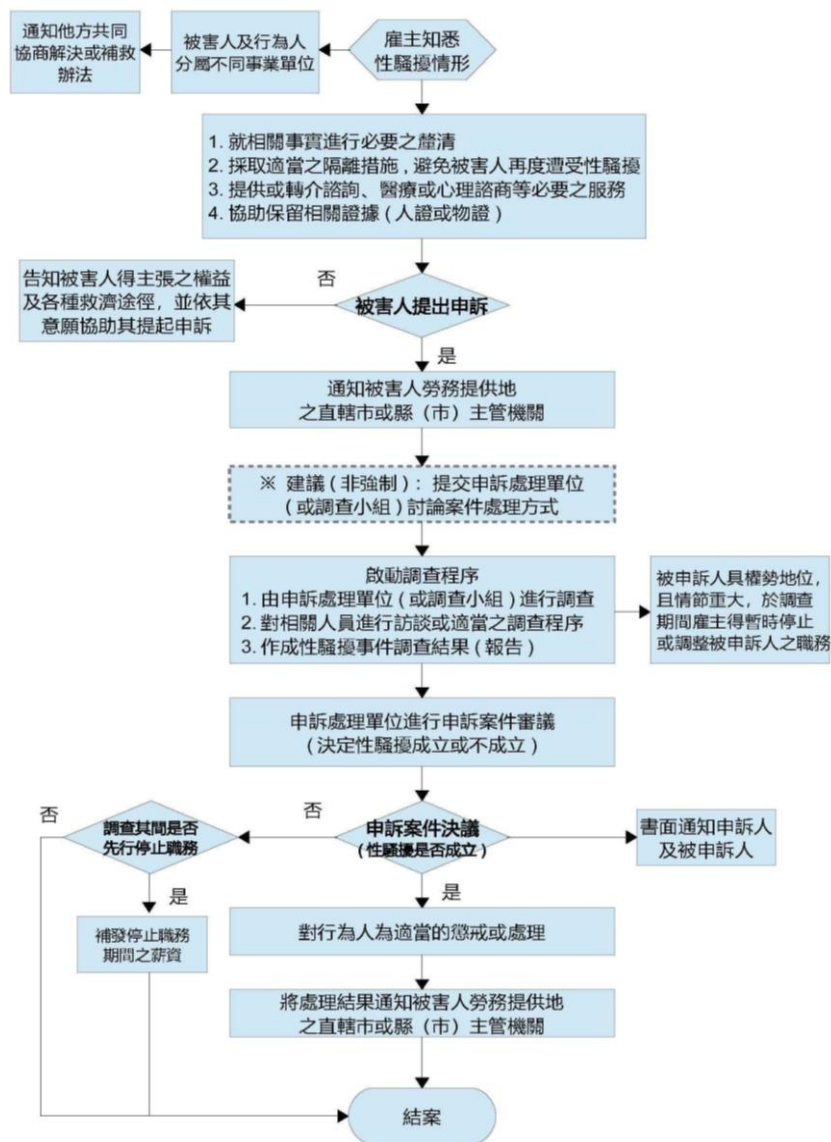 通知他方共同
協商解決或補救
辦法
被害人及行為人
分屬不同事業單位
雇主知悉
性騷擾情形
1. 就相關事實進行必要之釐清
2. 採取適當之隔離措施,避免被害人再度遭受性騷擾
3. 提供或轉介諮詢、醫療或心理諮商等必要之服務
4. 協助保留相關證據(人證或物證)
否
告知被害人得主張之權益
及各種救濟途徑,並依其
意願協助其提起申訴
被害人提出申訴
是
通知被害人勞務提供地
之直轄市或縣(市)主管機關
※ 建議(非強制):提交申訴處理單位
(或調查小組)討論案件處理方式
啟動調查程序
1. 由申訴處理單位(或調查小組)進行調查
2. 對相關人員進行訪談或適當之調查程序
3. 作成性騷擾事件調查結果(報告)
被申訴人具權勢地位,
且情節重大,於調查
期間雇主得暫時停止
或調整被申訴人之職務
申訴處理單位進行申訴案件審議
(決定性騷擾成立或不成立)
否
調查其間是否
先行停止職務
否
申訴案件決議
(性騷擾是否成立)
書面通知申訴人
及被申訴人
是
是
補發停止職務
期間之薪資
對行為人為適當的懲戒或處理
將處理結果通知被害人勞務提供地
之直轄市或縣(市)主管機關
結案